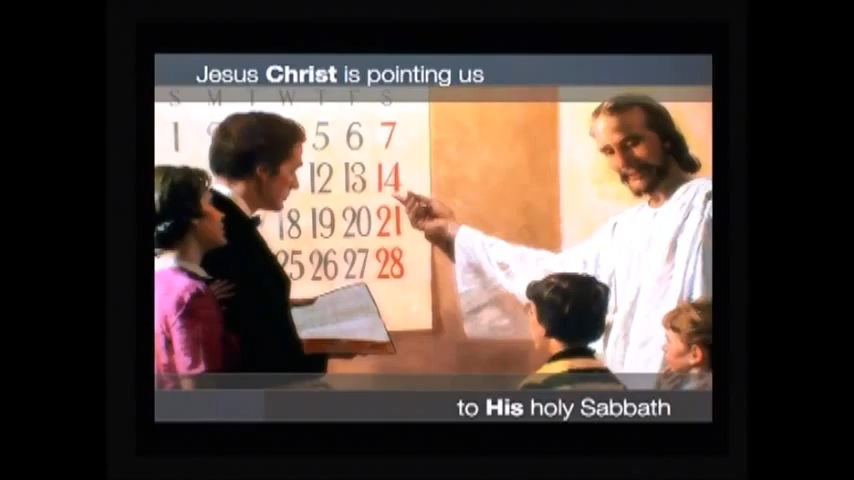 Jesus Christ is pointing us
S M T W T F S
1 5 6 7
12 13 14
18 19 20 21
25 26 27 28
to His holy Sabbath